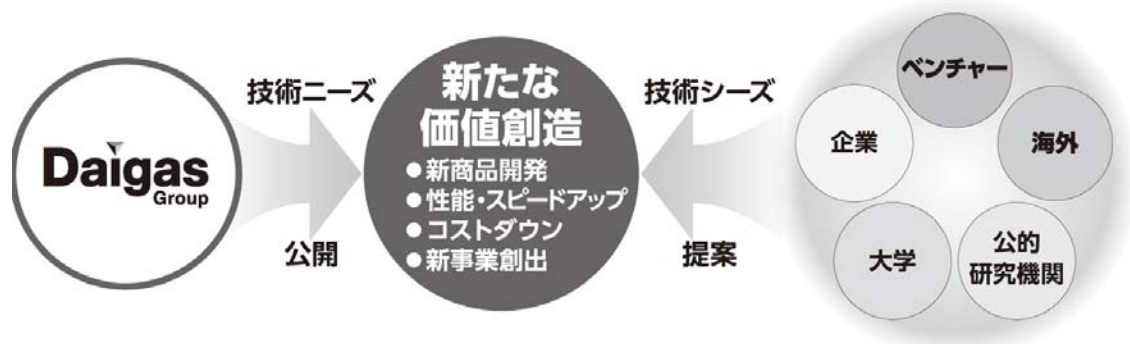 Daigas
Group
技術ニーズ
公開
新たな
価値創造
●新商品開発
●性能・スピードアップ
●コストダウン
●新事業創出
技術シーズ
提案
ベンチャー
企業
海外
大学
公的
研究機関